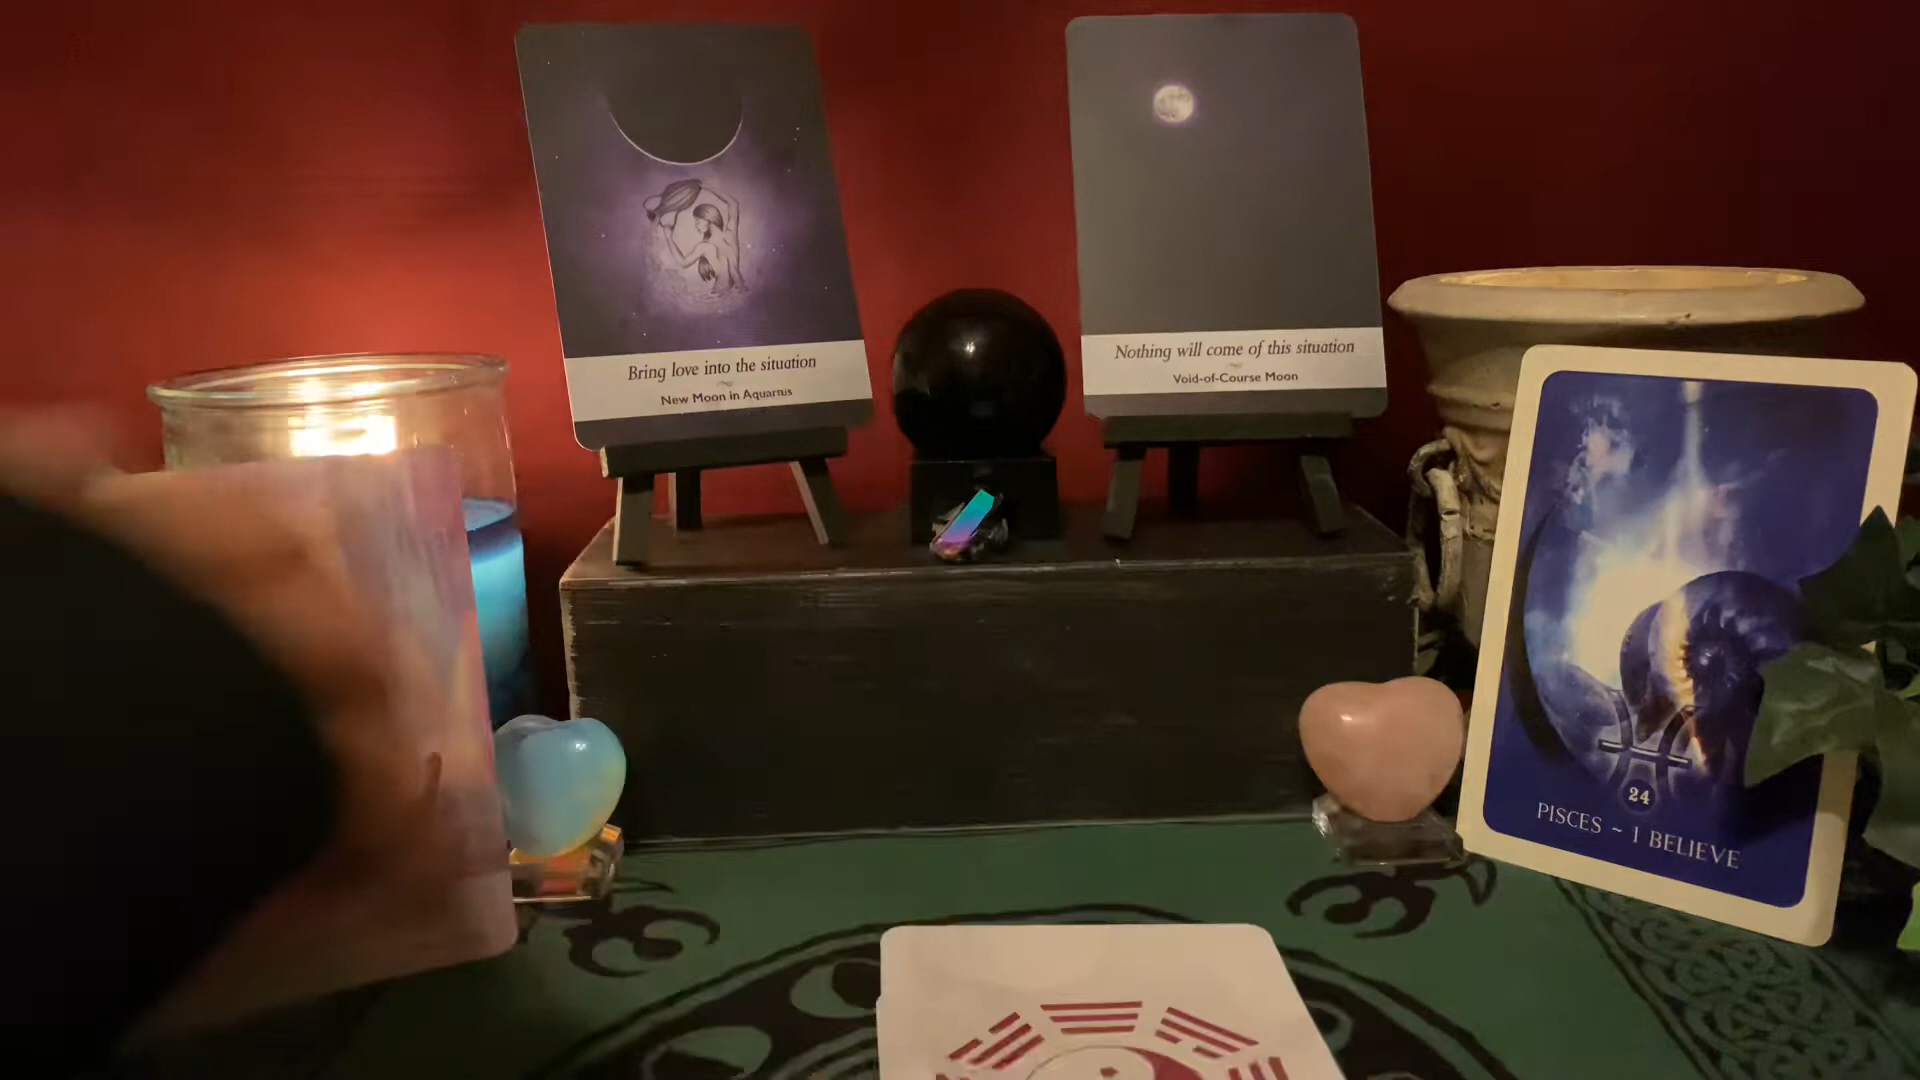 Bring love into the situation
New Moon in Aquarius
Nothing will come of this situation
Void-of-Course Moon
24
PISCES ~ I BELIEVE